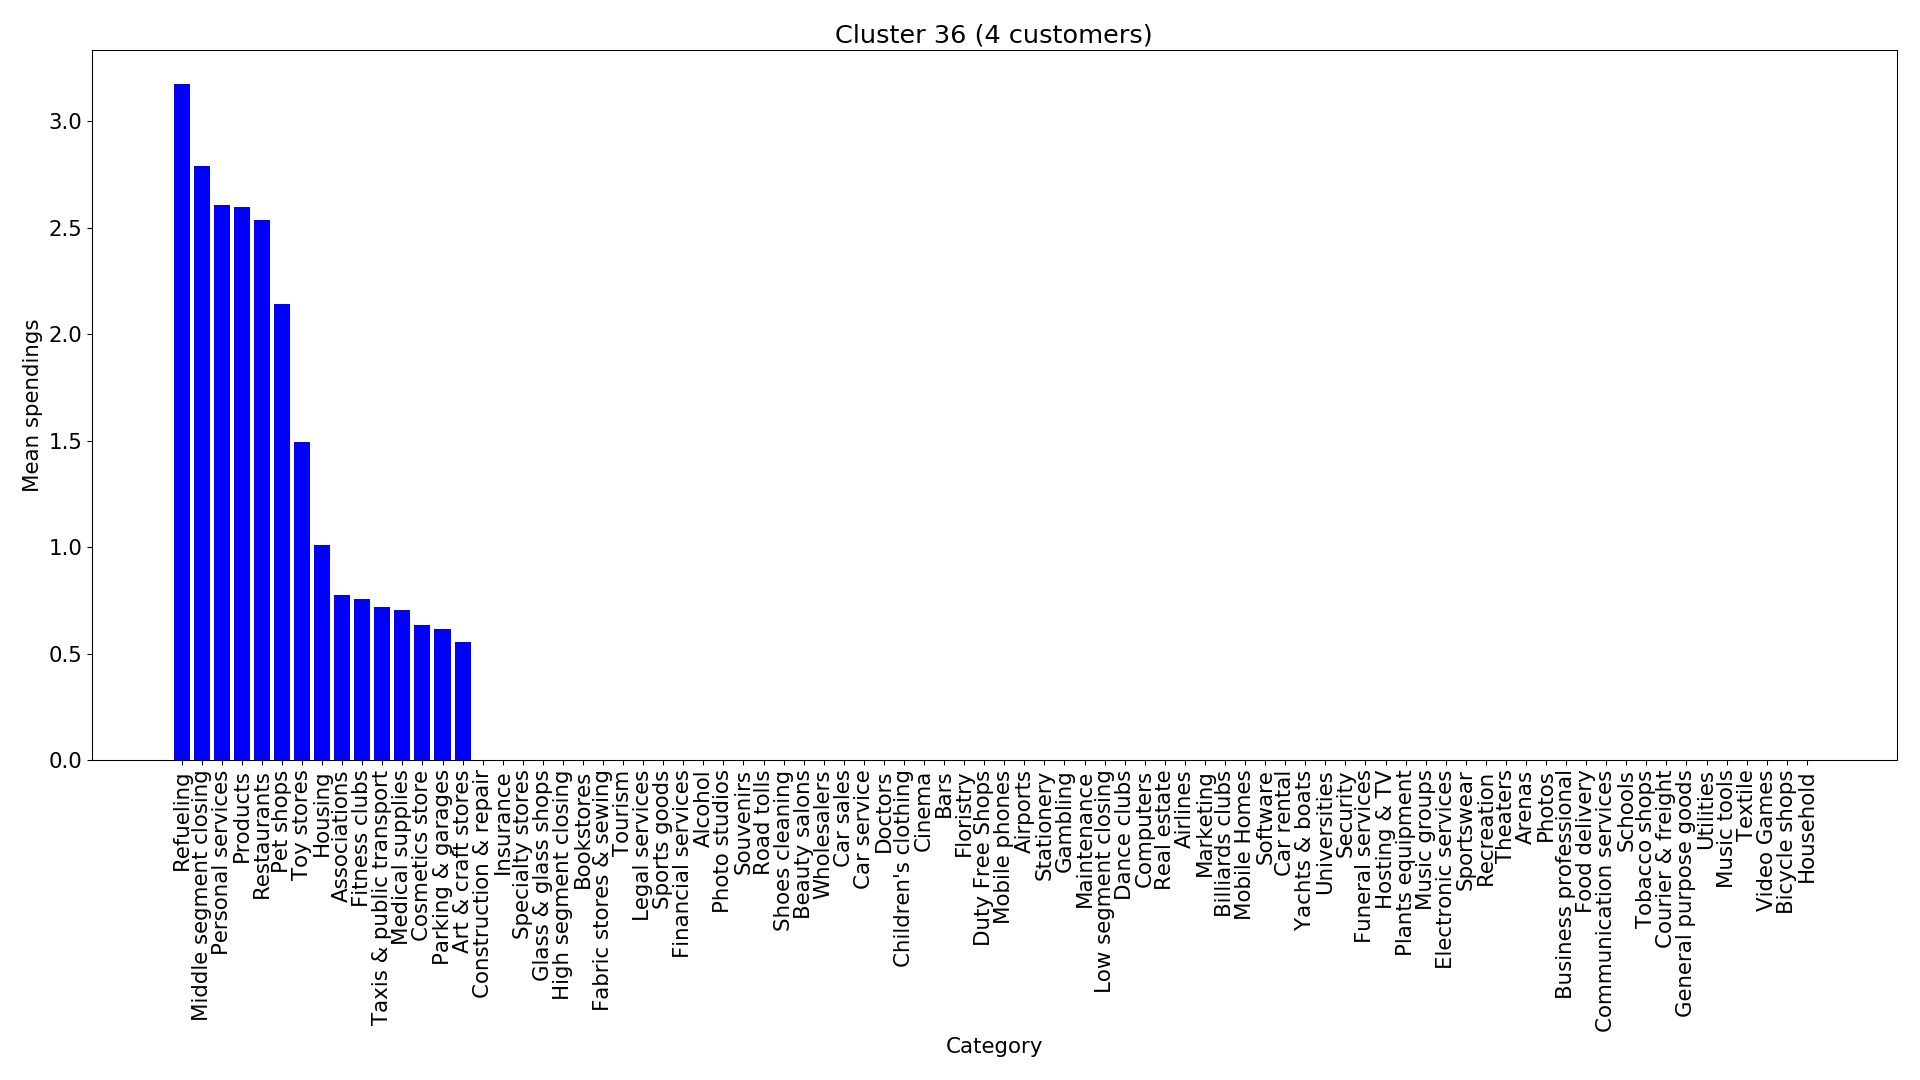 Cluster 36 (4 customers)
Mean spendings
3.0
2.5
2.0
1.5
1.0
0.5
0.0
Refueling
Middle segment closing
Personal services
Products
Restaurants
Pet shops
Toy stores
Housing
Associations
Fitness clubs
Taxis & public transport
Medical supplies
Cosmetics store
Parking & garages
Art & craft stores
Construction & repair
Insurance
Specialty stores
Glass & glass shops
High segment closing
Bookstores
Fabric stores & sewing
Tourism
Legal services
Sports goods
Financial services
Alcohol
Photo studios
Souvenirs
Road tolls
Shoes cleaning
Beauty salons
Wholesalers
Car sales
Car service
Doctors
Children's clothing
Cinema
Bars
Floristry
Duty Free Shops
Mobile phones
Airports
Stationery
Gambling
Maintenance
Low segment closing
Dance clubs
Computers
Real estate
Airlines
Marketing
Billiards clubs
Mobile Homes
Software
Car rental
Yachts & boats
Universities
Security
Funeral services
Hosting & TV
Plants equipment
Music groups
Electronic services
Sportswear
Recreation
Theaters
Arenas
Photos
Business professional
Food delivery
Communication services
Schools
Tobacco shops
Courier & freight
General purpose goods
Utilities
Music tools
Textile
Video Games
Bicycle shops
Household
Category